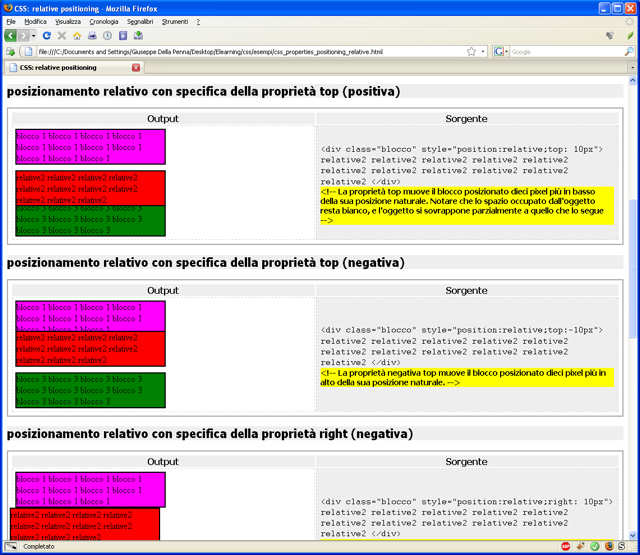 CSS: relative positioning - Mozilla Firefox
File Modifica Visualizza Cronologia Segnalibri Strumenti ?
file:///C:/Documents and Settings/Giuseppe Della Penna/Desktop/Elearning/css/esempi/css_properties_positioning_relative.html
Google
CSS: relative positioning
posizionamento relativo con specifica della proprietà top (positiva)
Output
Sorgente
blocco 1 blocco 1 blocco 1 blocco 1
blocco 1 blocco 1 blocco 1 blocco 1
blocco 1 blocco 1 blocco 1
relative2 relative2 relative2 relative2
relative2 relative2 relative2 relative2
relative2 relative2 relative2
blocco 3 blocco 3 blocco 3 blocco 3
blocco 3 blocco 3 blocco 3 blocco 3
blocco 3 blocco 3 blocco 3
<div class="blocco" style="position:relative;top: 10px">
relative2 relative2 relative2 relative2 relative2
relative2 relative2 relative2 relative2 relative2
relative2 </div>
<!-- La proprietà top muove il blocco posizionato dieci pixel più in basso
della sua posizione naturale. Notare che lo spazio occupato dall'oggetto
resta bianco, e l'oggetto si sovrappone parzialmente a quello che lo segue
-->
posizionamento relativo con specifica della proprietà top (negativa)
Output
Sorgente
blocco 1 blocco 1 blocco 1 blocco 1
blocco 1 blocco 1 blocco 1 blocco 1
blocco 1 blocco 1 blocco 1
relative2 relative2 relative2 relative2
relative2 relative2 relative2 relative2
relative2 relative2 relative2
blocco 3 blocco 3 blocco 3 blocco 3
blocco 3 blocco 3 blocco 3 blocco 3
blocco 3 blocco 3 blocco 3
<div class="blocco" style="position:relative;top:-10px">
relative2 relative2 relative2 relative2 relative2
relative2 relative2 relative2 relative2 relative2
relative2 </div>
<!-- La proprietà negativa top muove il blocco posizionato dieci pixel più in
alto della sua posizione naturale. -->
posizionamento relativo con specifica della proprietà right (negativa)
Output
Sorgente
blocco 1 blocco 1 blocco 1 blocco 1
blocco 1 blocco 1 blocco 1 blocco 1
blocco 1 blocco 1 blocco 1
relative2 relative2 relative2 relative2
relative2 relative2 relative2 relative2
relative2 relative2 relative2
<div class="blocco" style="position:relative;right: 10px">
relative2 relative2 relative2 relative2 relative2
relative2 relative2 relative2 relative2 relative2
relative2 </div>
Completato
ABP
S